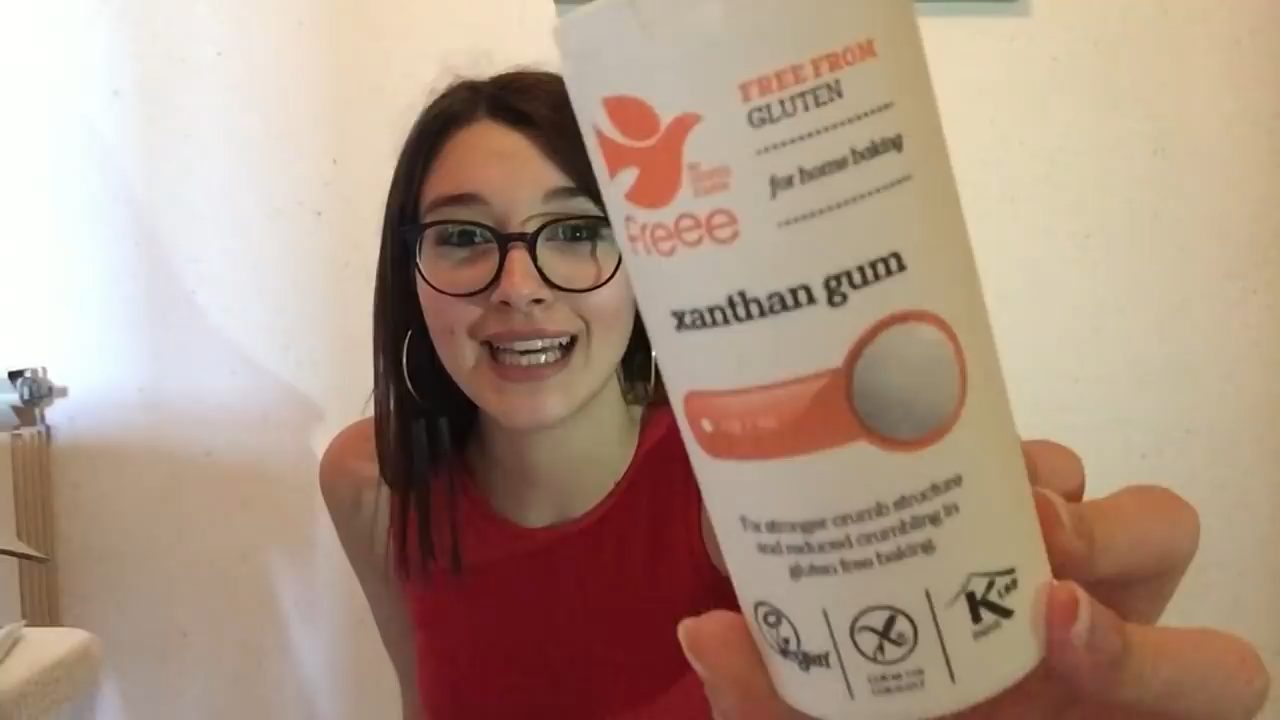 FREE FROM
GLUTEN
for home baking
Freee
xanthan gum
For stronger crumb structure
and reduced crumbling in
gluten free baking.
K